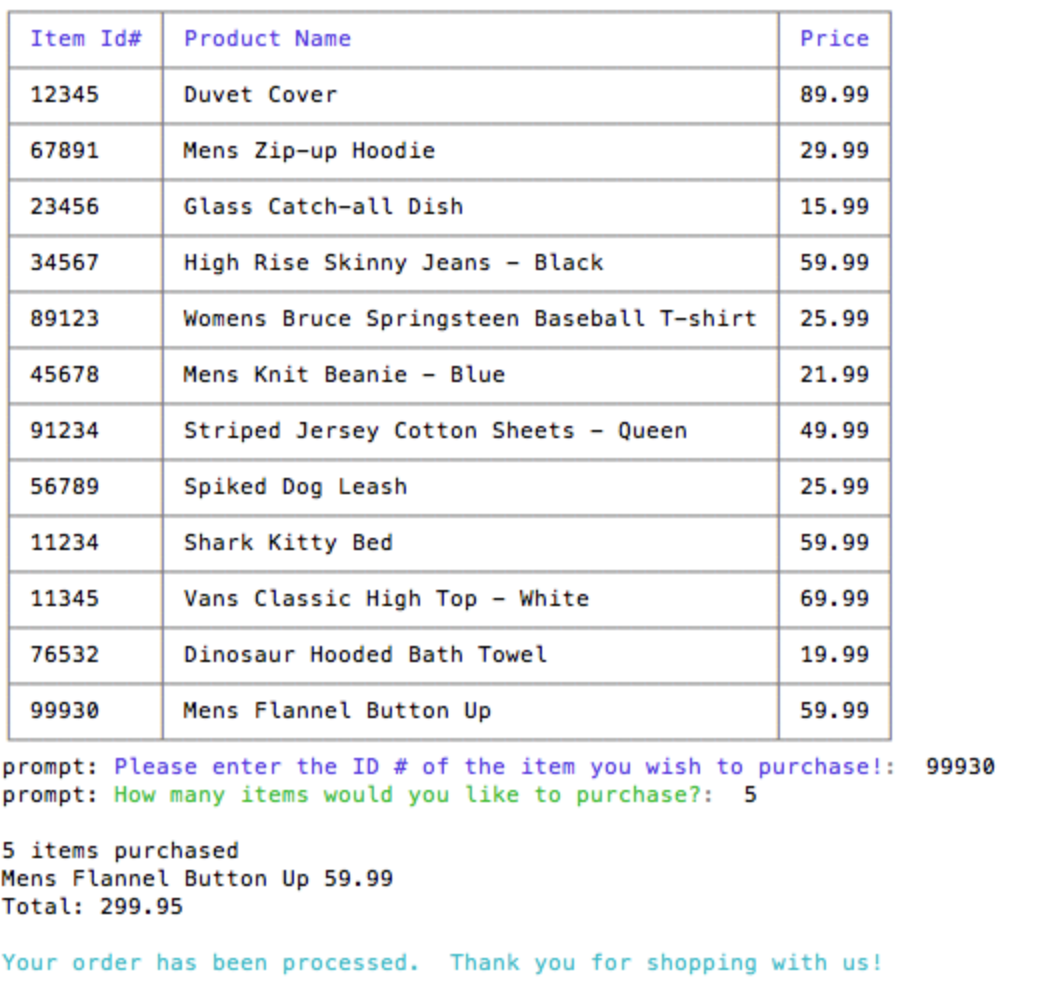 Item Id# Product Name Price
12345 Duvet Cover 89.99
67891 Mens Zip-up Hoodie 29.99
23456 Glass Catch-all Dish 15.99
34567 High Rise Skinny Jeans - Black 59.99
89123 Womens Bruce Springsteen Baseball T-shirt 25.99
45678 Mens Knit Beanie - Blue 21.99
91234 Striped Jersey Cotton Sheets - Queen 49.99
56789 Spiked Dog Leash 25.99
11234 Shark Kitty Bed 59.99
11345 Vans Classic High Top - White 69.99
76532 Dinosaur Hooded Bath Towel 19.99
99930 Mens Flannel Button Up 59.99
prompt: Please enter the ID # of the item you wish to purchase!:  99930
prompt: How many items would you like to purchase?:  5
5 items purchased
Mens Flannel Button Up 59.99
Total: 299.95
Your order has been processed.  Thank you for shopping with us!